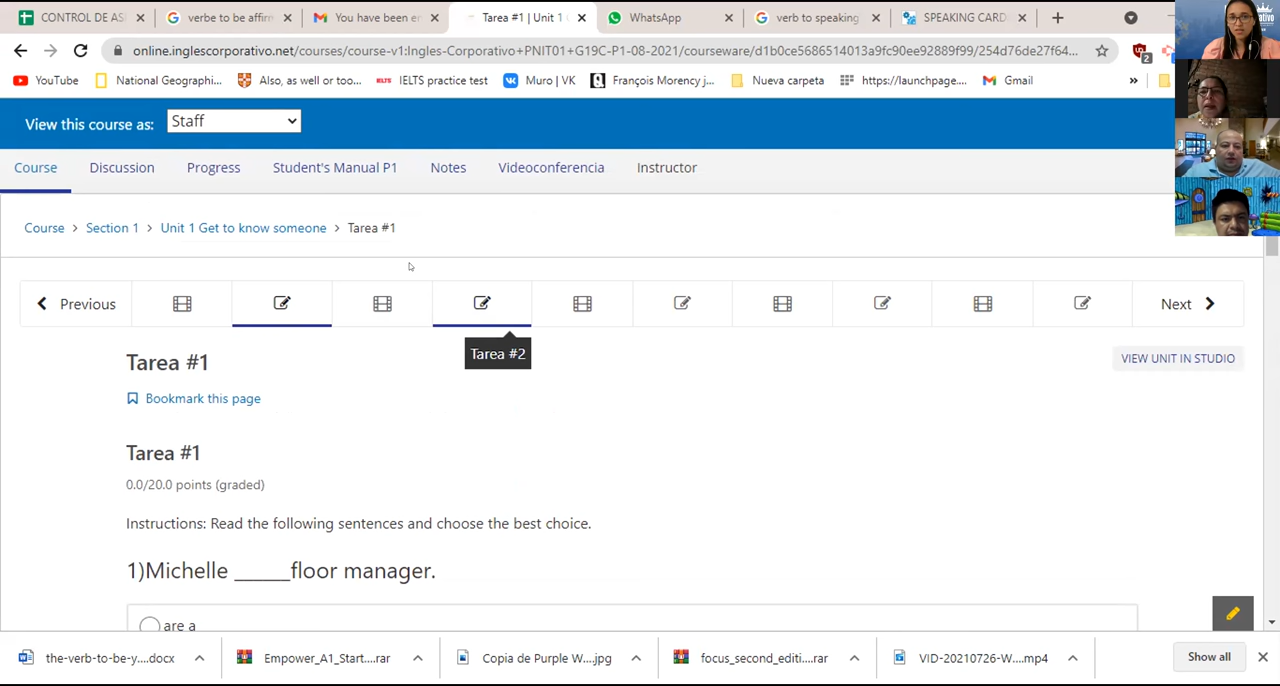 CONTROL DE AS
verbe to be affirn
You have been en
Tarea #1 | Unit 1
WhatsApp
verb to speaking
SPEAKING CARD
online.inglescorporativo.net/courses/course-v1:Ingles-Corporativo+PNIT01+G19C-P1-08-2021/courseware/d1b0ce5686514013a9fc90ee92889f99/254d76de27f64...
2
YouTube
National Geographi...
Also, as well or too...
IELTS
IELTS practice test
Muro | VK
François Morency j...
Nueva carpeta
https://launchpage....
Gmail
»
View this course as:
Staff
Course
Discussion
Progress
Student's Manual P1
Notes
Videoconferencia
Instructor
Course > Section 1 > Unit 1 Get to know someone > Tarea #1
Previous
Next
Tarea #2
Tarea #1
VIEW UNIT IN STUDIO
Bookmark this page
Tarea #1
0.0/20.0 points (graded)
Instructions: Read the following sentences and choose the best choice.
1)Michelle ______floor manager.
are a
the-verb-to-be-y....docx
Empower_A1_Start....rar
Copia de Purple W....jpg
focus_second_editi....rar
VID-20210726-W....mp4
Show all